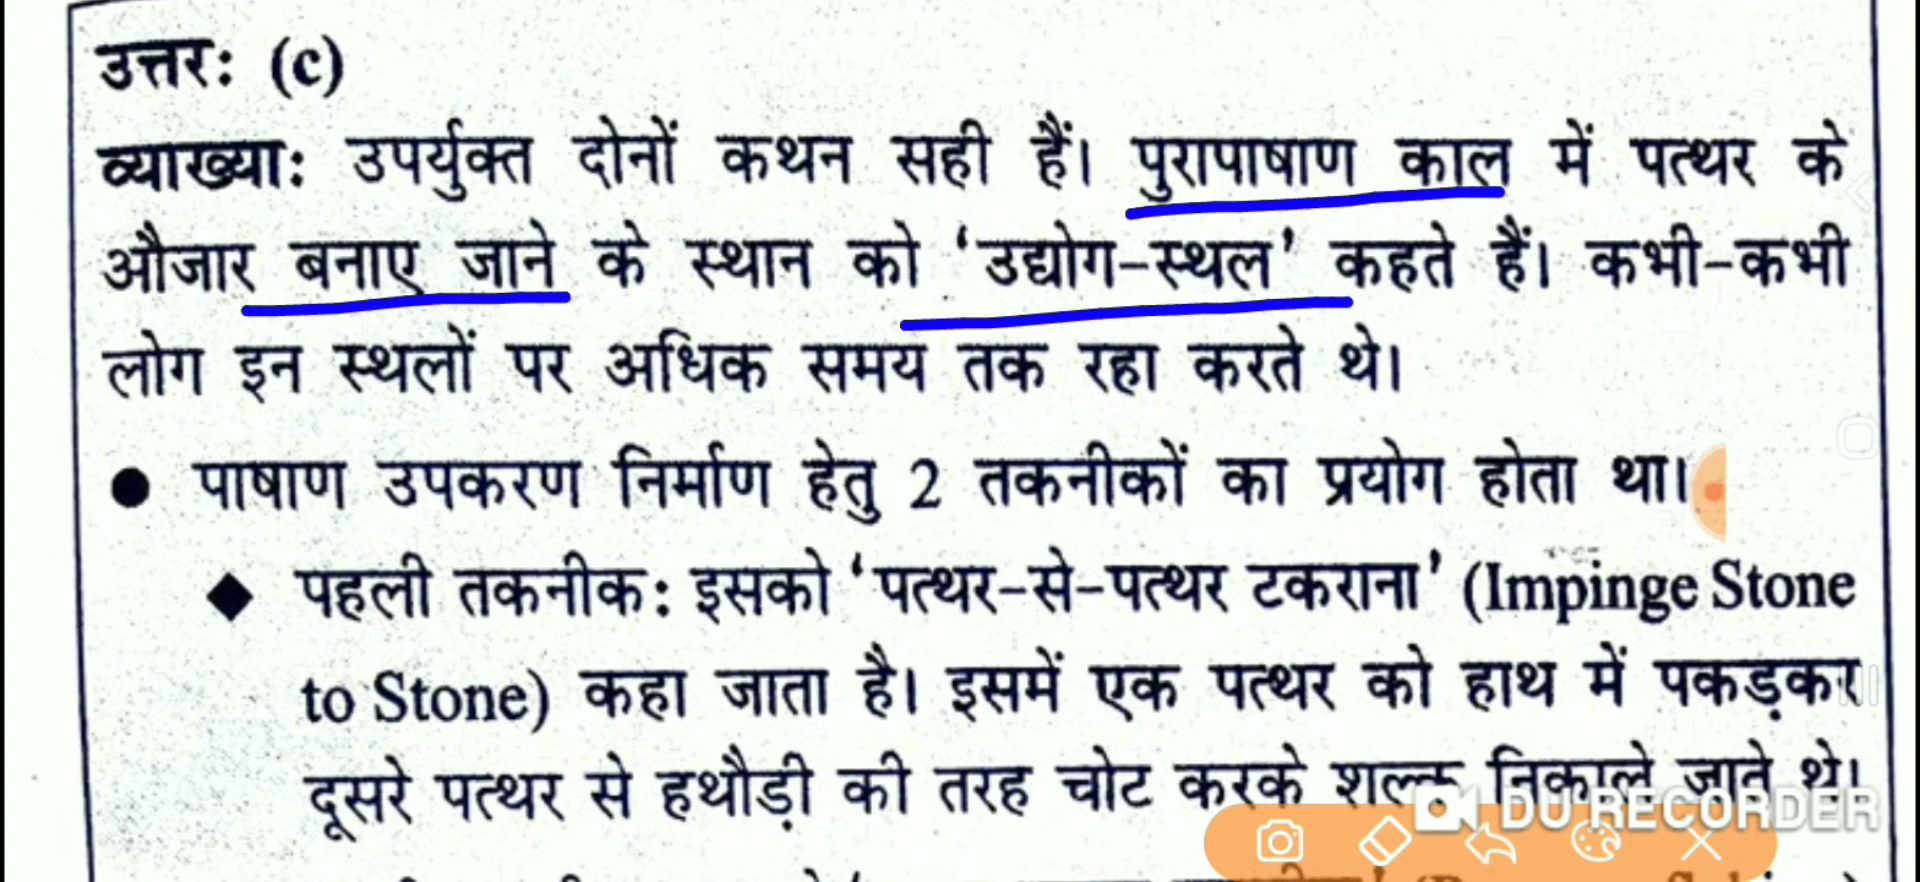 उत्तरः (c)
व्याख्याः उपर्युक्त दोनों कथन सही हैं। पुरापाषाण काल में पत्थर के
औजार बनाए जाने के स्थान को ‘उद्योग-स्थल’ कहते हैं। कभी-कभी
लोग इन स्थलों पर अधिक समय तक रहा करते थे।
● पाषाण उपकरण निर्माण हेतु 2 तकनीकों का प्रयोग होता था।
◆ पहली तकनीक: इसको ‘पत्थर-से-पत्थर टकराना’ (Impinge Stone
to Stone) कहा जाता है। इसमें एक पत्थर को हाथ में पकड़कर
दूसरे पत्थर से हथौड़ी की तरह चोट करके शल्क निकाले जाते थे।
DU RECORDER